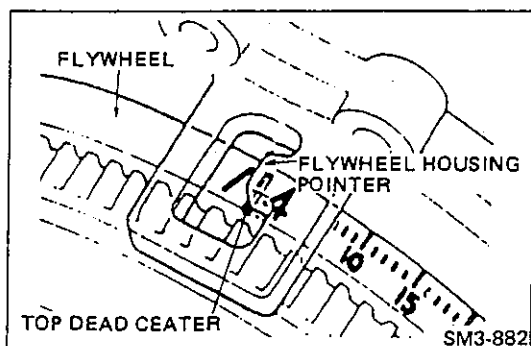 FLYWHEEL
FLYWHEEL HOUSING
POINTER
10
15
TOP DEAD CEATER
SM3-882